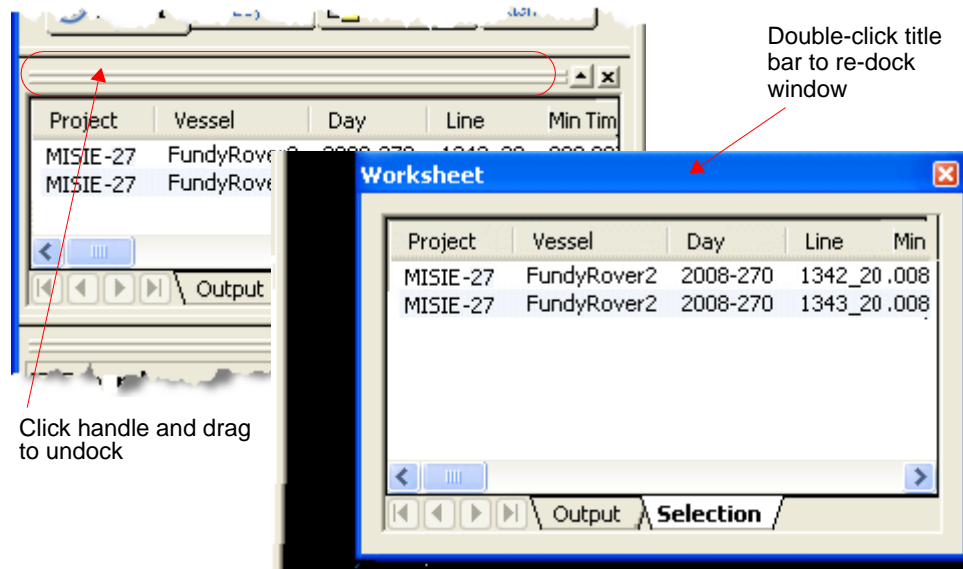 Double-click title
bar to re-dock
window
Project Vessel Day Line Min Tim
MISIE-27
MISIE-27
Output
Click handle and drag
to undock
Worksheet
Project Vessel Day Line Min
MISIE-27 FundyRover2 2008-270 1342_20 .008
MISIE-27 FundyRover2 2008-270 1343_20 .008
Output Selection